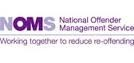 NOMS National Offender
Management Service
Working together to reduce re-offending